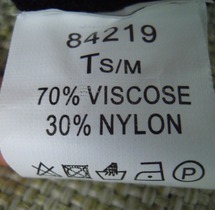 84219
TS/M
70% VISCOSE
30% NYLON